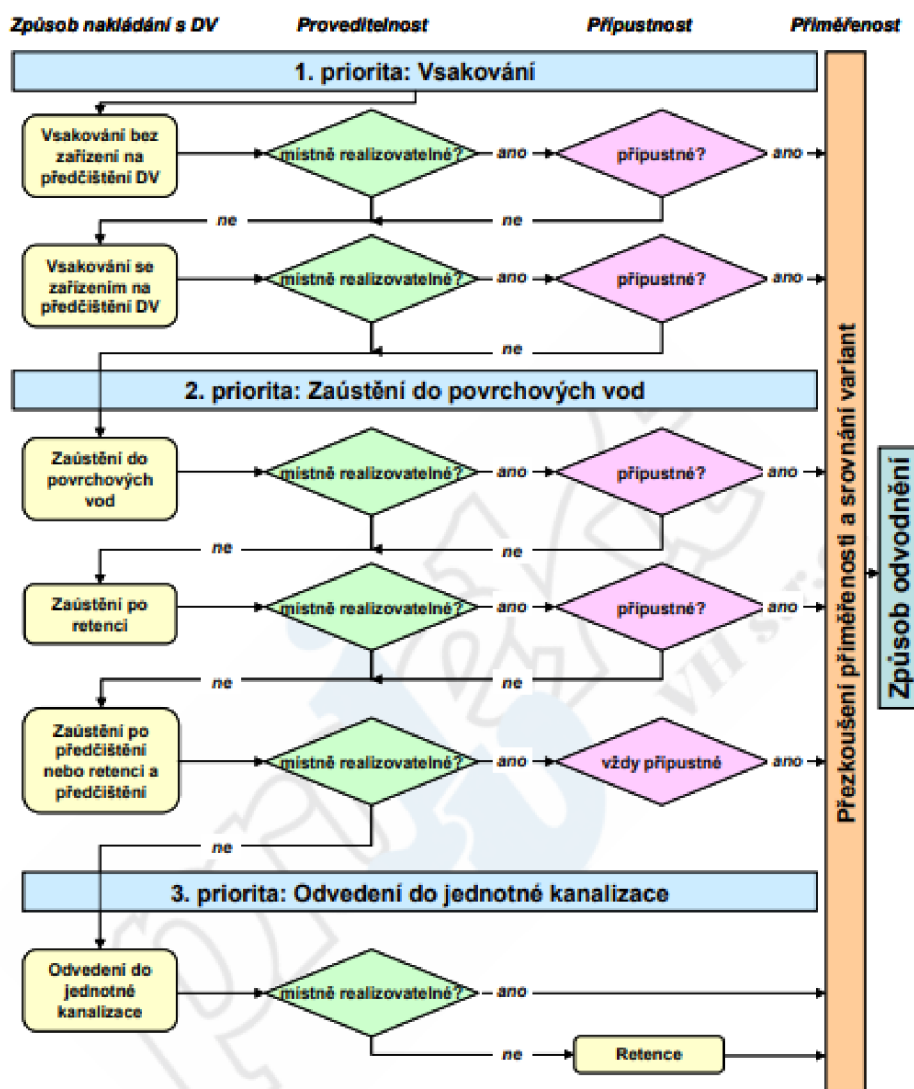 Způsob nakládání s DV Proveditelnost Přípustnost Přiměřenost
1. priorita: Vsakování
Vsakování bez
zařízení na
předčištění DV
místně realizovatelné?
ano
přípustné?
ano
ne
ne
Vsakování se
zařízením na
předčištění DV
místně realizovatelné?
ano
přípustné?
ano
ne
2. priorita: Zaústění do povrchových vod
Zaústění do
povrchových
vod
místně realizovatelné?
ano
přípustné?
ano
ne
ne
Zaústění po
retenci
místně realizovatelné?
ano
přípustné?
ano
ne
ne
Zaústění po
předčištění
nebo retenci a
předčištění
místně realizovatelné?
ano
vždy přípustné
ano
ne
3. priorita: Odvedení do jednotné kanalizace
Odvedení do
jednotné
kanalizace
místně realizovatelné?
ano
ne
Retence
Přezkoušení přiměřenosti a srovnání variant
Způsob odvodnění